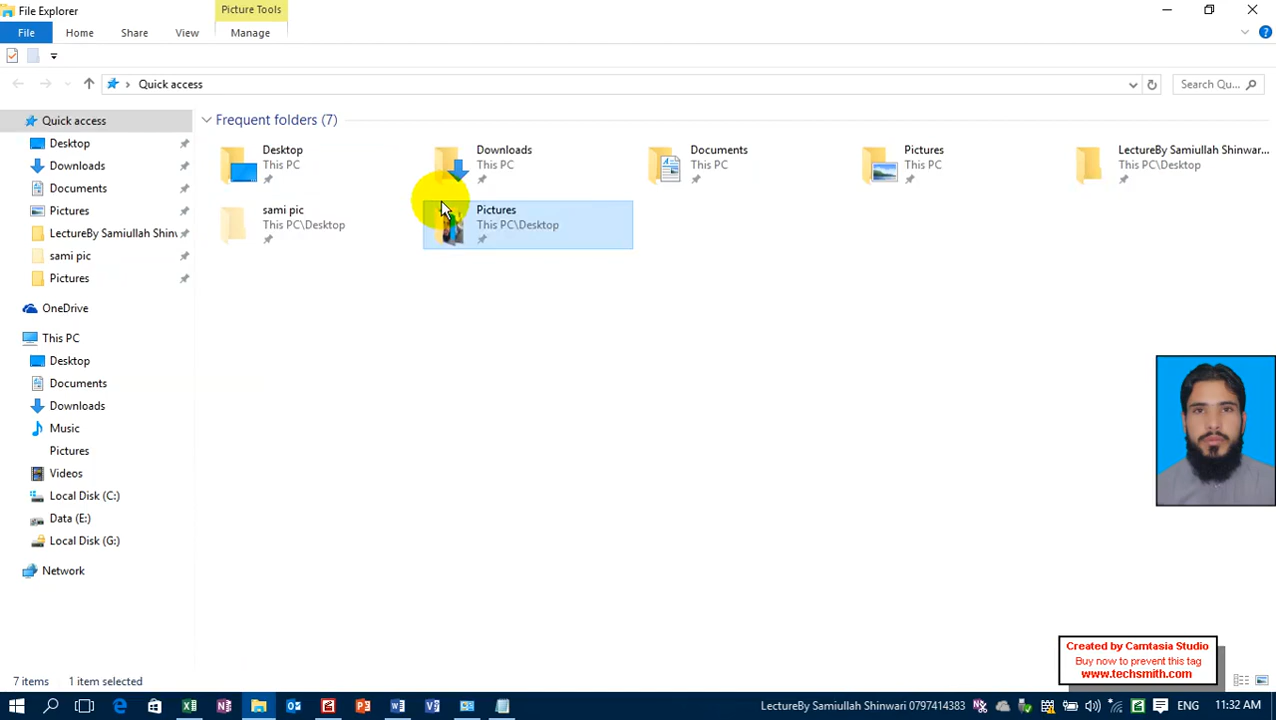 File Explorer
Picture Tools
File
Home
Share
View
Manage
Quick access
Search Qu...
Quick access
Desktop
Downloads
Documents
Pictures
LectureBy Samiullah Shinw
sami pic
Pictures
OneDrive
This PC
Desktop
Documents
Downloads
Music
Pictures
Videos
Local Disk (C:)
Data (E:)
Local Disk (G:)
Network
Frequent folders (7)
Desktop
This PC
Downloads
This PC
Documents
This PC
Pictures
This PC
LectureBy Samiullah Shinwar...
This PC\Desktop
sami pic
This PC\Desktop
Pictures
This PC\Desktop
Created by Camtasia Studio
Buy now to prevent this tag
www.techsmith.com
7 items
1 item selected
LectureBy Samiullah Shinwari 0797414383
ENG
11:32 AM